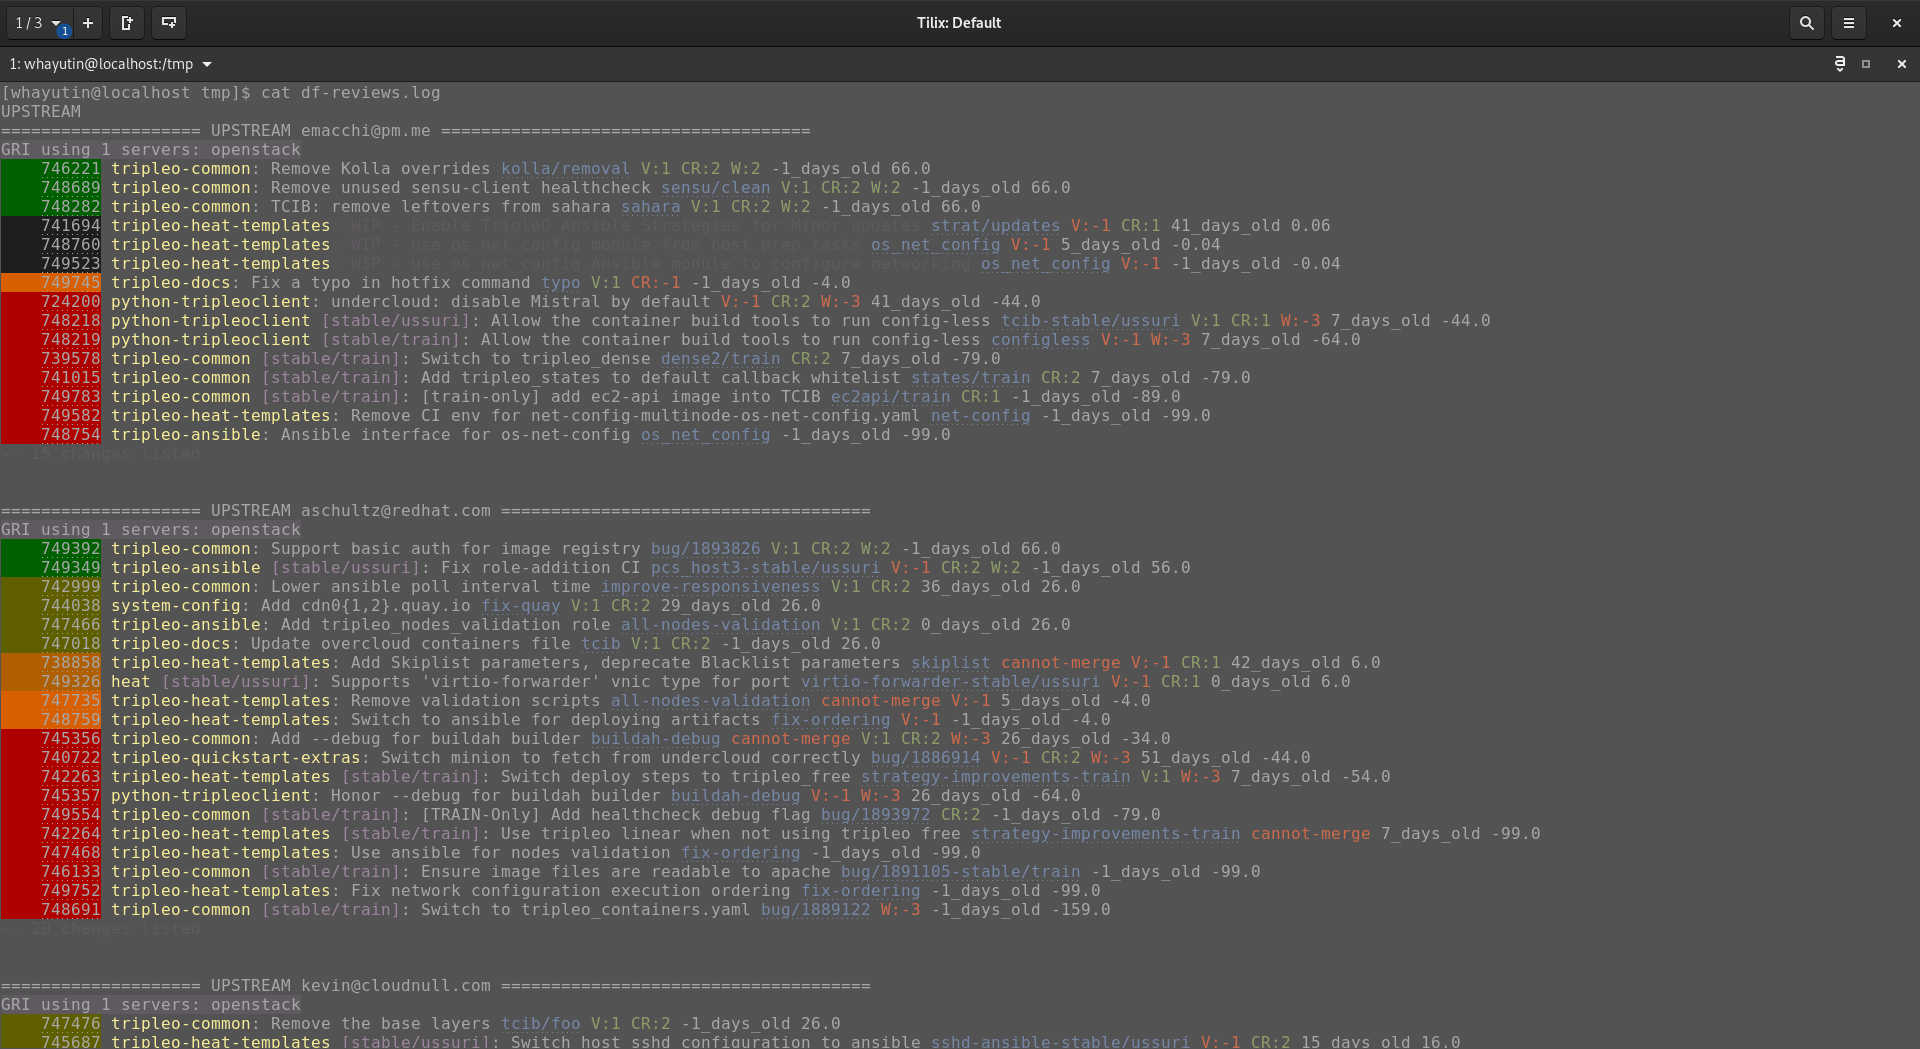 1 / 3
1
Tilix: Default
1: whayutin@localhost:/tmp
[whayutin@localhost tmp]$ cat df-reviews.log
UPSTREAM
==================== UPSTREAM emacchi@pm.me =====================================
GRI using 1 servers: openstack
746221 tripleo-common: Remove Kolla overrides kolla/removal V:1 CR:2 W:2 -1_days_old 66.0
748689 tripleo-common: Remove unused sensu-client healthcheck sensu/clean V:1 CR:2 W:2 -1_days_old 66.0
748282 tripleo-common: TCIB: remove leftovers from sahara sahara V:1 CR:2 W:2 -1_days_old 66.0
741694 tripleo-heat-templates: WIP - Enable TripleO Ansible Strategies for Minor Updates strat/updates V:-1 CR:1 41_days_old 0.06
748760 tripleo-heat-templates: WIP - use os_net_config module from host_prep_tasks os_net_config V:-1 5_days_old -0.04
749523 tripleo-heat-templates: WIP - use os_net_config Ansible module to configure networking os_net_config V:-1 -1_days_old -0.04
749745 tripleo-docs: Fix a typo in hotfix command typo V:1 CR:-1 -1_days_old -4.0
724200 python-tripleoclient: undercloud: disable Mistral by default V:-1 CR:2 W:-3 41_days_old -44.0
748218 python-tripleoclient [stable/ussuri]: Allow the container build tools to run config-less tcib-stable/ussuri V:1 CR:1 W:-3 7_days_old -44.0
748219 python-tripleoclient [stable/train]: Allow the container build tools to run config-less configless V:-1 W:-3 7_days_old -64.0
739578 tripleo-common [stable/train]: Switch to tripleo_dense dense2/train CR:2 7_days_old -79.0
741015 tripleo-common [stable/train]: Add tripleo_states to default callback whitelist states/train CR:2 7_days_old -79.0
749783 tripleo-common [stable/train]: [train-only] add ec2-api image into TCIB ec2api/train CR:1 -1_days_old -89.0
749582 tripleo-heat-templates: Remove CI env for net-config-multinode-os-net-config.yaml net-config -1_days_old -99.0
748754 tripleo-ansible: Ansible interface for os-net-config os_net_config -1_days_old -99.0
-- 15 changes listed
==================== UPSTREAM aschultz@redhat.com =====================================
GRI using 1 servers: openstack
749392 tripleo-common: Support basic auth for image registry bug/1893826 V:1 CR:2 W:2 -1_days_old 66.0
749349 tripleo-ansible [stable/ussuri]: Fix role-addition CI pcs_host3-stable/ussuri V:-1 CR:2 W:2 -1_days_old 56.0
742999 tripleo-common: Lower ansible poll interval time improve-responsiveness V:1 CR:2 36_days_old 26.0
744038 system-config: Add cdn0{1,2}.quay.io fix-quay V:1 CR:2 29_days_old 26.0
747466 tripleo-ansible: Add tripleo_nodes_validation role all-nodes-validation V:1 CR:2 0_days_old 26.0
747018 tripleo-docs: Update overcloud containers file tcib V:1 CR:2 -1_days_old 26.0
738858 tripleo-heat-templates: Add Skiplist parameters, deprecate Blacklist parameters skiplist cannot-merge V:-1 CR:1 42_days_old 6.0
749326 heat [stable/ussuri]: Supports 'virtio-forwarder' vnic type for port virtio-forwarder-stable/ussuri V:-1 CR:1 0_days_old 6.0
747735 tripleo-heat-templates: Remove validation scripts all-nodes-validation cannot-merge V:-1 5_days_old -4.0
748759 tripleo-heat-templates: Switch to ansible for deploying artifacts fix-ordering V:-1 -1_days_old -4.0
745356 tripleo-common: Add --debug for buildah builder buildah-debug cannot-merge V:1 CR:2 W:-3 26_days_old -34.0
740722 tripleo-quickstart-extras: Switch minion to fetch from undercloud correctly bug/1886914 V:-1 CR:2 W:-3 51_days_old -44.0
742263 tripleo-heat-templates [stable/train]: Switch deploy steps to tripleo_free strategy-improvements-train V:1 W:-3 7_days_old -54.0
745357 python-tripleoclient: Honor --debug for buildah builder buildah-debug V:-1 W:-3 26_days_old -64.0
749554 tripleo-common [stable/train]: [TRAIN-Only] Add healthcheck debug flag bug/1893972 CR:2 -1_days_old -79.0
742264 tripleo-heat-templates [stable/train]: Use tripleo linear when not using tripleo free strategy-improvements-train cannot-merge 7_days_old -99.0
747468 tripleo-heat-templates: Use ansible for nodes validation fix-ordering -1_days_old -99.0
746133 tripleo-common [stable/train]: Ensure image files are readable to apache bug/1891105-stable/train -1_days_old -99.0
749752 tripleo-heat-templates: Fix network configuration execution ordering fix-ordering -1_days_old -99.0
748691 tripleo-common [stable/train]: Switch to tripleo_containers.yaml bug/1889122 W:-3 -1_days_old -159.0
-- 20 changes listed
==================== UPSTREAM kevin@cloudnull.com =====================================
GRI using 1 servers: openstack
747476 tripleo-common: Remove the base layers tcib/foo V:1 CR:2 -1_days_old 26.0
745687 tripleo-heat-templates [stable/ussuri]: Switch host sshd configuration to ansible sshd-ansible-stable/ussuri V:-1 CR:2 15_days_old 16.0